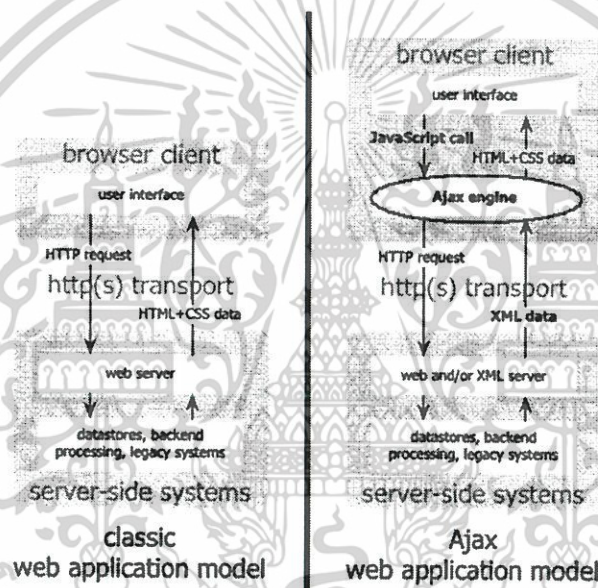 browser client
user interface
HTTP request
http(s) transport
HTML+CSS data
web server
datastores, backend
processing, legacy systems
server-side systems
classic
web application model
browser client
user interface
JavaScript call
HTML+CSS data
Ajax engine
HTTP request
http(s) transport
XML data
web and/or XML server
datastores, backend
processing, legacy systems
server-side systems
Ajax
web application model